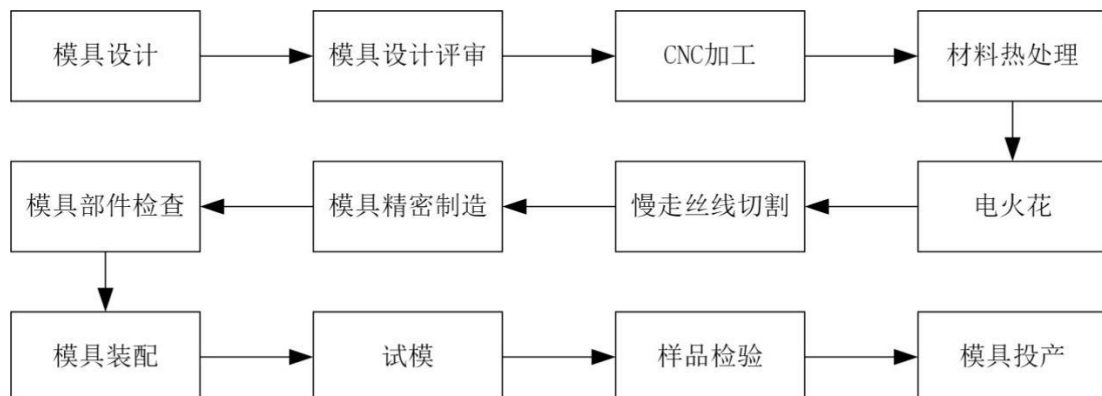 模具设计
模具设计评审
CNC加工
材料热处理
电火花
慢走丝线切割
模具精密制造
模具部件检查
模具装配
试模
样品检验
模具投产